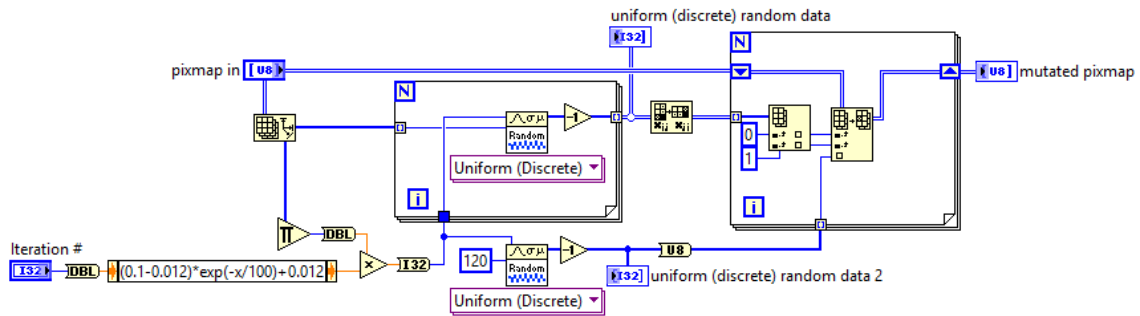 uniform (discrete) random data
I32]
N
pixmap in
[U8]
[U8]
mutated pixmap
N
Random
-1
Uniform (Discrete)
0
1
i
i
Π
DBL
Iteration #
I32
DBL
(0.1-0.012)*exp(-x/100)+0.012
x
I32
120
Random
-1
U8
[I32]
uniform (discrete) random data 2
Uniform (Discrete)